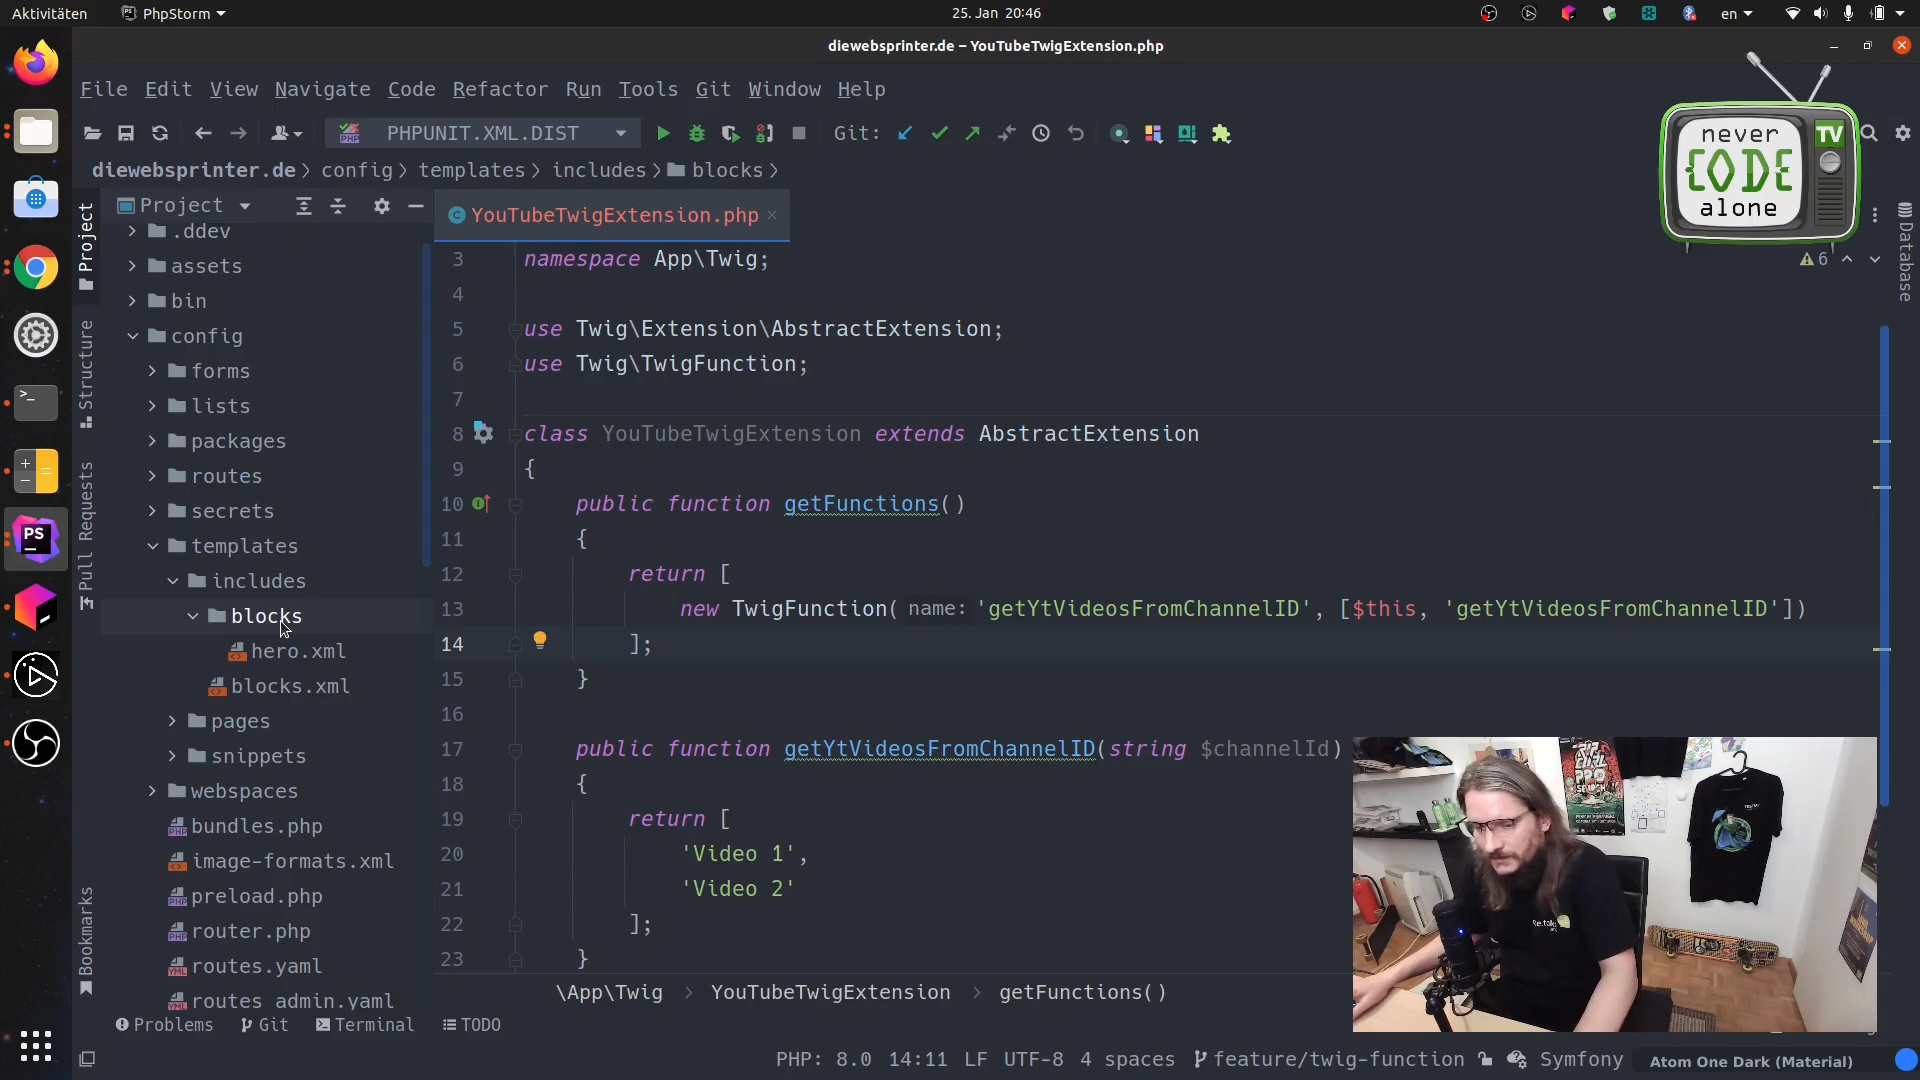 Aktivitäten PhpStorm 25. Jan 20:46 en
diewebsprinter.de – YouTubeTwigExtension.php
File Edit View Navigate Code Refactor Run Tools Git Window Help
PHPUNIT.XML.DIST Git:
diewebsprinter.de config templates includes blocks
never TV
CODE
alone
Project
YouTubeTwigExtension.php
Project
Structure
Pull Requests
Bookmarks
Database
6
.ddev
assets
bin
config
forms
lists
packages
routes
secrets
templates
includes
blocks
hero.xml
blocks.xml
pages
snippets
webspaces
bundles.php
image-formats.xml
preload.php
router.php
routes.yaml
routes admin.yaml
3 namespace App\Twig;
4
5 use Twig\Extension\AbstractExtension;
6 use Twig\TwigFunction;
7
8 class YouTubeTwigExtension extends AbstractExtension
9 {
10 public function getFunctions()
11 {
12 return [
13 new TwigFunction( name: 'getYtVideosFromChannelID', [$this, 'getYtVideosFromChannelID'])
14 ];
15 }
16
17 public function getYtVideosFromChannelID(string $channelId)
18 {
19 return [
20 'Video 1',
21 'Video 2'
22 ];
23 }
\App\Twig > YouTubeTwigExtension > getFunctions()
Problems Git Terminal TODO
PHP: 8.0 14:11 LF UTF-8 4 spaces feature/twig-function Symfony Atom One Dark (Material)
PS